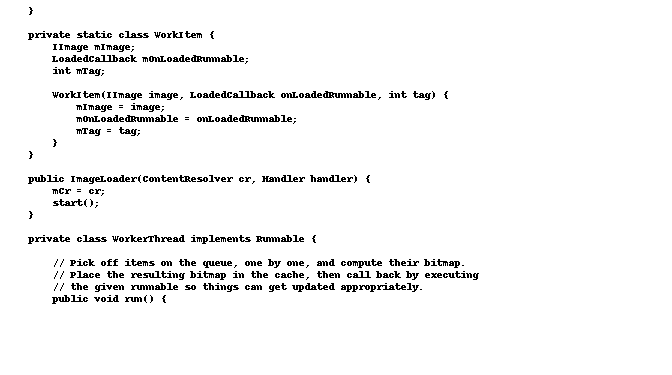 }
private static class WorkItem {
IImage mImage;
LoadedCallback mOnLoadedRunnable;
int mTag;
WorkItem(IImage image, LoadedCallback onLoadedRunnable, int tag) {
mImage = image;
mOnLoadedRunnable = onLoadedRunnable;
mTag = tag;
}
}
public ImageLoader(ContentResolver cr, Handler handler) {
mCr = cr;
start();
}
private class WorkerThread implements Runnable {
// Pick off items on the queue, one by one, and compute their bitmap.
// Place the resulting bitmap in the cache, then call back by executing
// the given runnable so things can get updated appropriately.
public void run() {